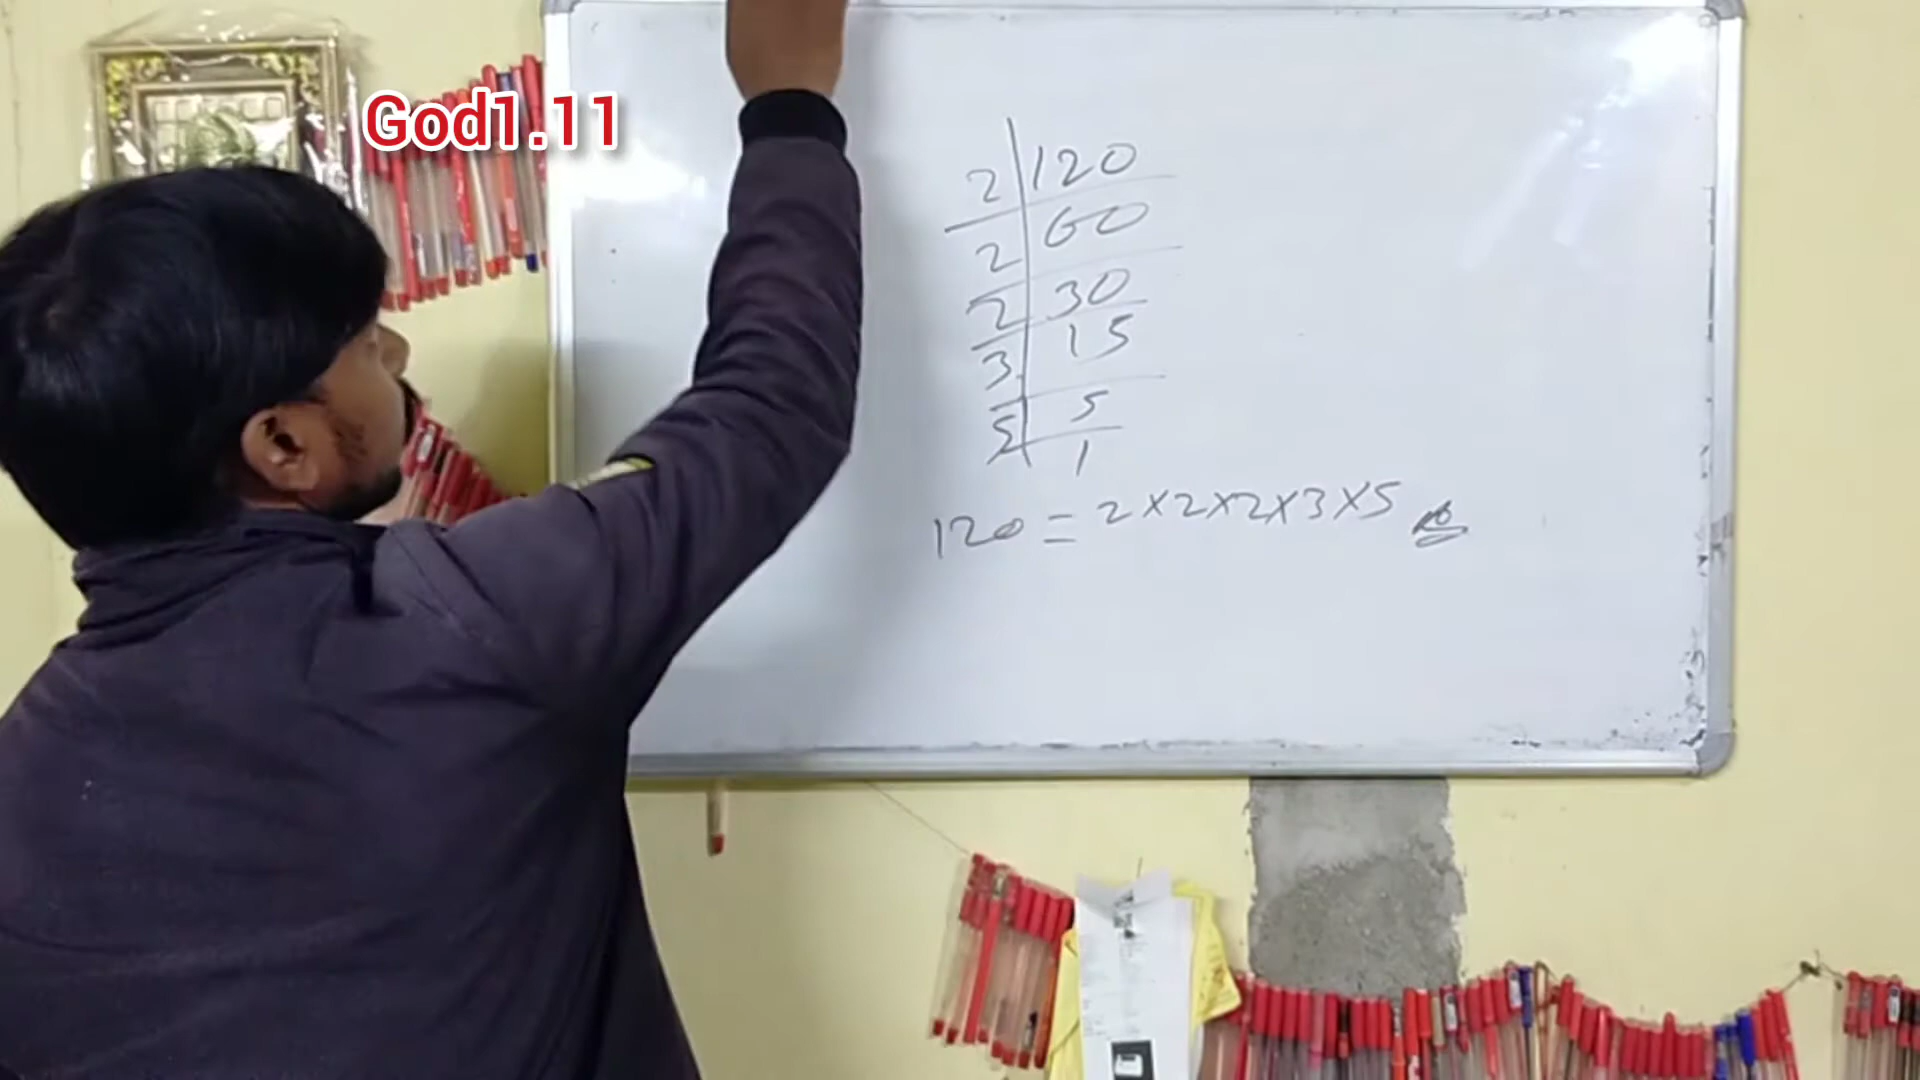 God1.11
2 | 120
2 | 60
2 | 30
3 | 15
5 | 5
1
120 = 2×2×2×3×5